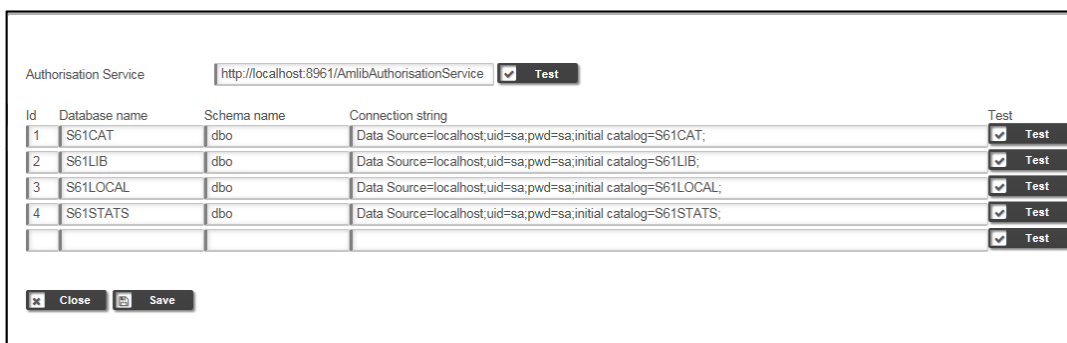 Authorisation Service http://localhost:8961/AmlibAuthorisationService Test
Id Database name Schema name Connection string Test
1 S61CAT dbo Data Source=localhost;uid=sa;pwd=sa;initial catalog=S61CAT; Test
2 S61LIB dbo Data Source=localhost;uid=sa;pwd=sa;initial catalog=S61LIB; Test
3 S61LOCAL dbo Data Source=localhost;uid=sa;pwd=sa;initial catalog=S61LOCAL; Test
4 S61STATS dbo Data Source=localhost;uid=sa;pwd=sa;initial catalog=S61STATS; Test
Test
Close Save